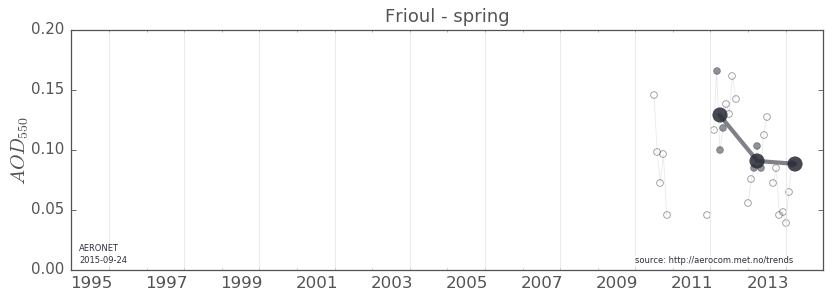 Frioul - spring
0.20
0.15
0.10
0.05
0.00
AOD550
AERONET
2015-09-24
source: http://aerocom.met.no/trends
1995 1997 1999 2001 2003 2005 2007 2009 2011 2013